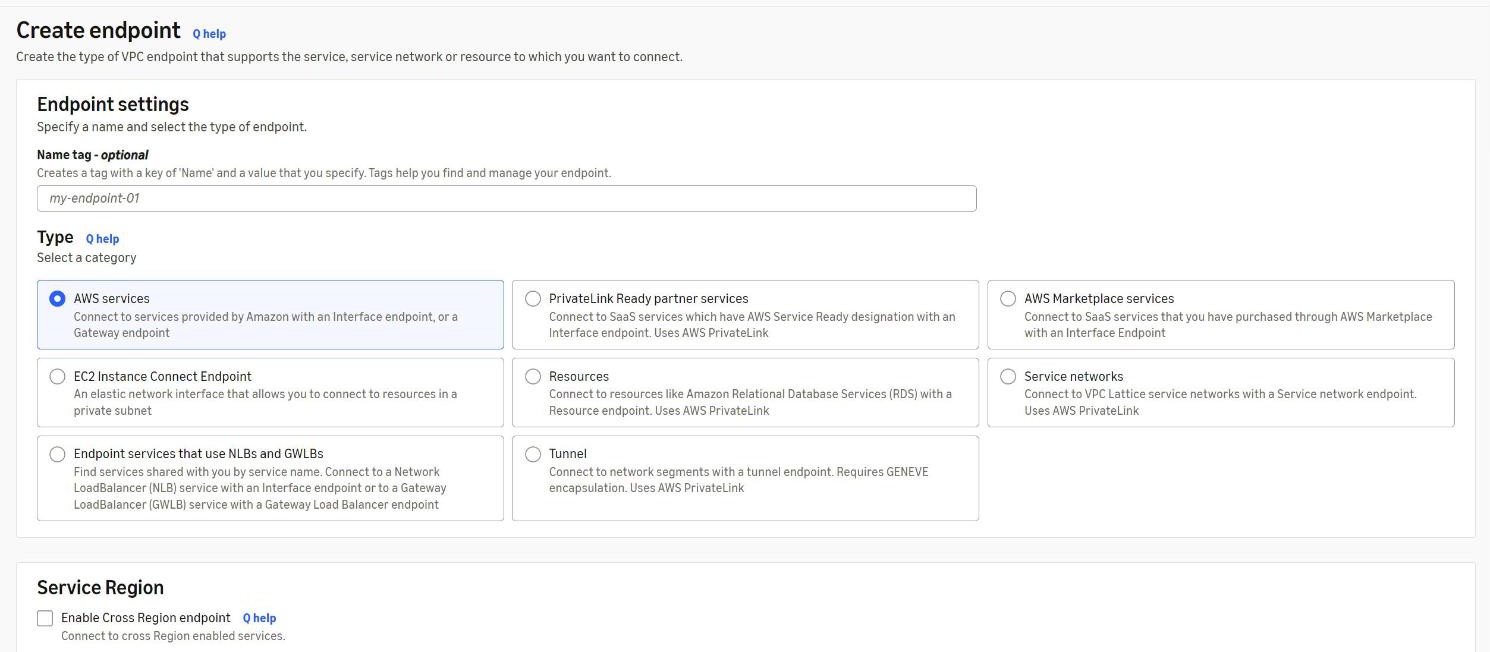 Create endpoint Q help
Create the type of VPC endpoint that supports the service, service network or resource to which you want to connect.
Endpoint settings
Specify a name and select the type of endpoint.
Name tag - optional
Creates a tag with a key of 'Name' and a value that you specify. Tags help you find and manage your endpoint.
my-endpoint-01
Type Q help
Select a category
AWS services
Connect to services provided by Amazon with an Interface endpoint, or a
Gateway endpoint
PrivateLink Ready partner services
Connect to SaaS services which have AWS Service Ready designation with an
Interface endpoint. Uses AWS PrivateLink
AWS Marketplace services
Connect to SaaS services that you have purchased through AWS Marketplace
with an Interface Endpoint
EC2 Instance Connect Endpoint
An elastic network interface that allows you to connect to resources in a
private subnet
Resources
Connect to resources like Amazon Relational Database Services (RDS) with a
Resource endpoint. Uses AWS PrivateLink
Service networks
Connect to VPC Lattice service networks with a Service network endpoint.
Uses AWS PrivateLink
Endpoint services that use NLBs and GWLBs
Find services shared with you by service name. Connect to a Network
LoadBalancer (NLB) service with an Interface endpoint or to a Gateway
LoadBalancer (GWLB) service with a Gateway Load Balancer endpoint
Tunnel
Connect to network segments with a tunnel endpoint. Requires GENEVE
encapsulation. Uses AWS PrivateLink
Service Region
Enable Cross Region endpoint Q help
Connect to cross Region enabled services.